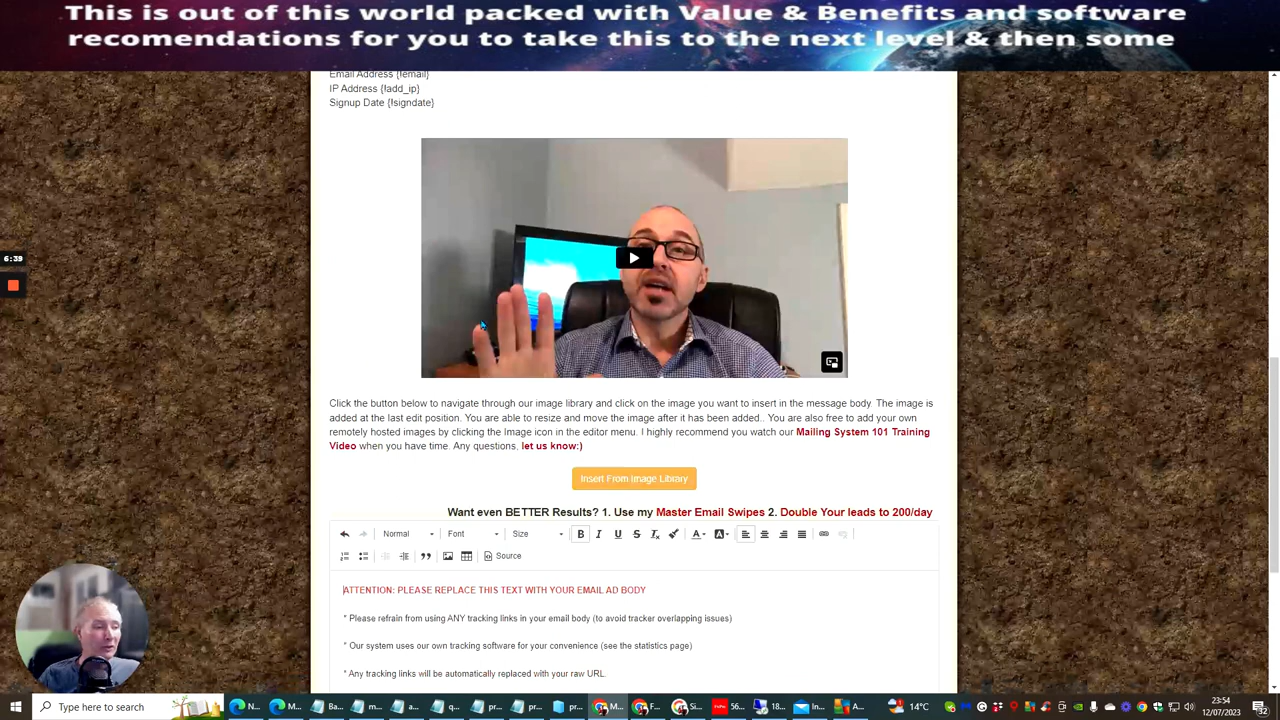 This is out of this world packed with Value & Benefits and software
recomendations for you to take this to the next level & then some
Email Address {!email}
IP Address {!add_ip}
Signup Date {!signdate}
6:39
Click the button below to navigate through our image library and click on the image you want to insert in the message body. The image is
added at the last edit position. You are able to resize and move the image after it has been added.. You are also free to add your own
remotely hosted images by clicking the Image icon in the editor menu. I highly recommend you watch our Mailing System 101 Training
Video when you have time. Any questions, let us know:)
Insert From Image Library
Want even BETTER Results? 1. Use my Master Email Swipes 2. Double Your leads to 200/day
Normal Font Size B I U S Tx A A
Source
ATTENTION: PLEASE REPLACE THIS TEXT WITH YOUR EMAIL AD BODY
* Please refrain from using ANY tracking links in your email body (to avoid tracker overlapping issues)
* Our system uses our own tracking software for your convenience (see the statistics page)
* Any tracking links will be automatically replaced with your raw URL.
Type here to search N... M... Ba... m... a... q... pr... pr... pr... M... F... Si... 56... 18... In... A... 14°C
23:54
12/07/2023